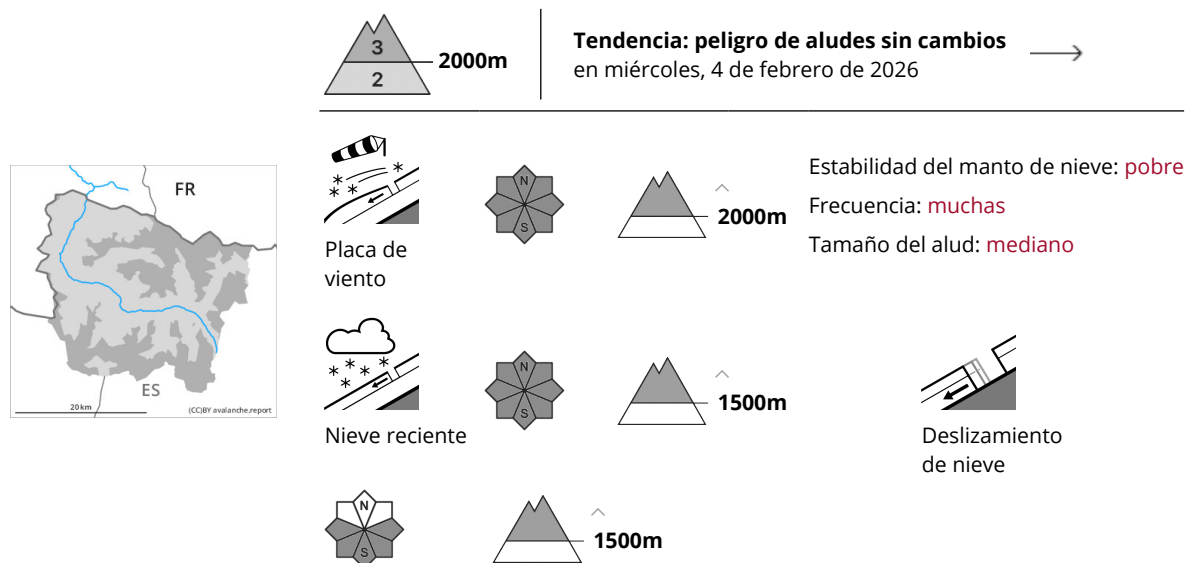 3
2
2000m
Tendencia: peligro de aludes sin cambios
en miércoles, 4 de febrero de 2026
FR
ES
20 km
(CC)BY avalanche.report
Placa de
viento
N
S
2000m
Estabilidad del manto de nieve: pobre
Frecuencia: muchas
Tamaño del alud: mediano
Nieve reciente
N
S
1500m
Deslizamiento
de nieve
N
S
1500m